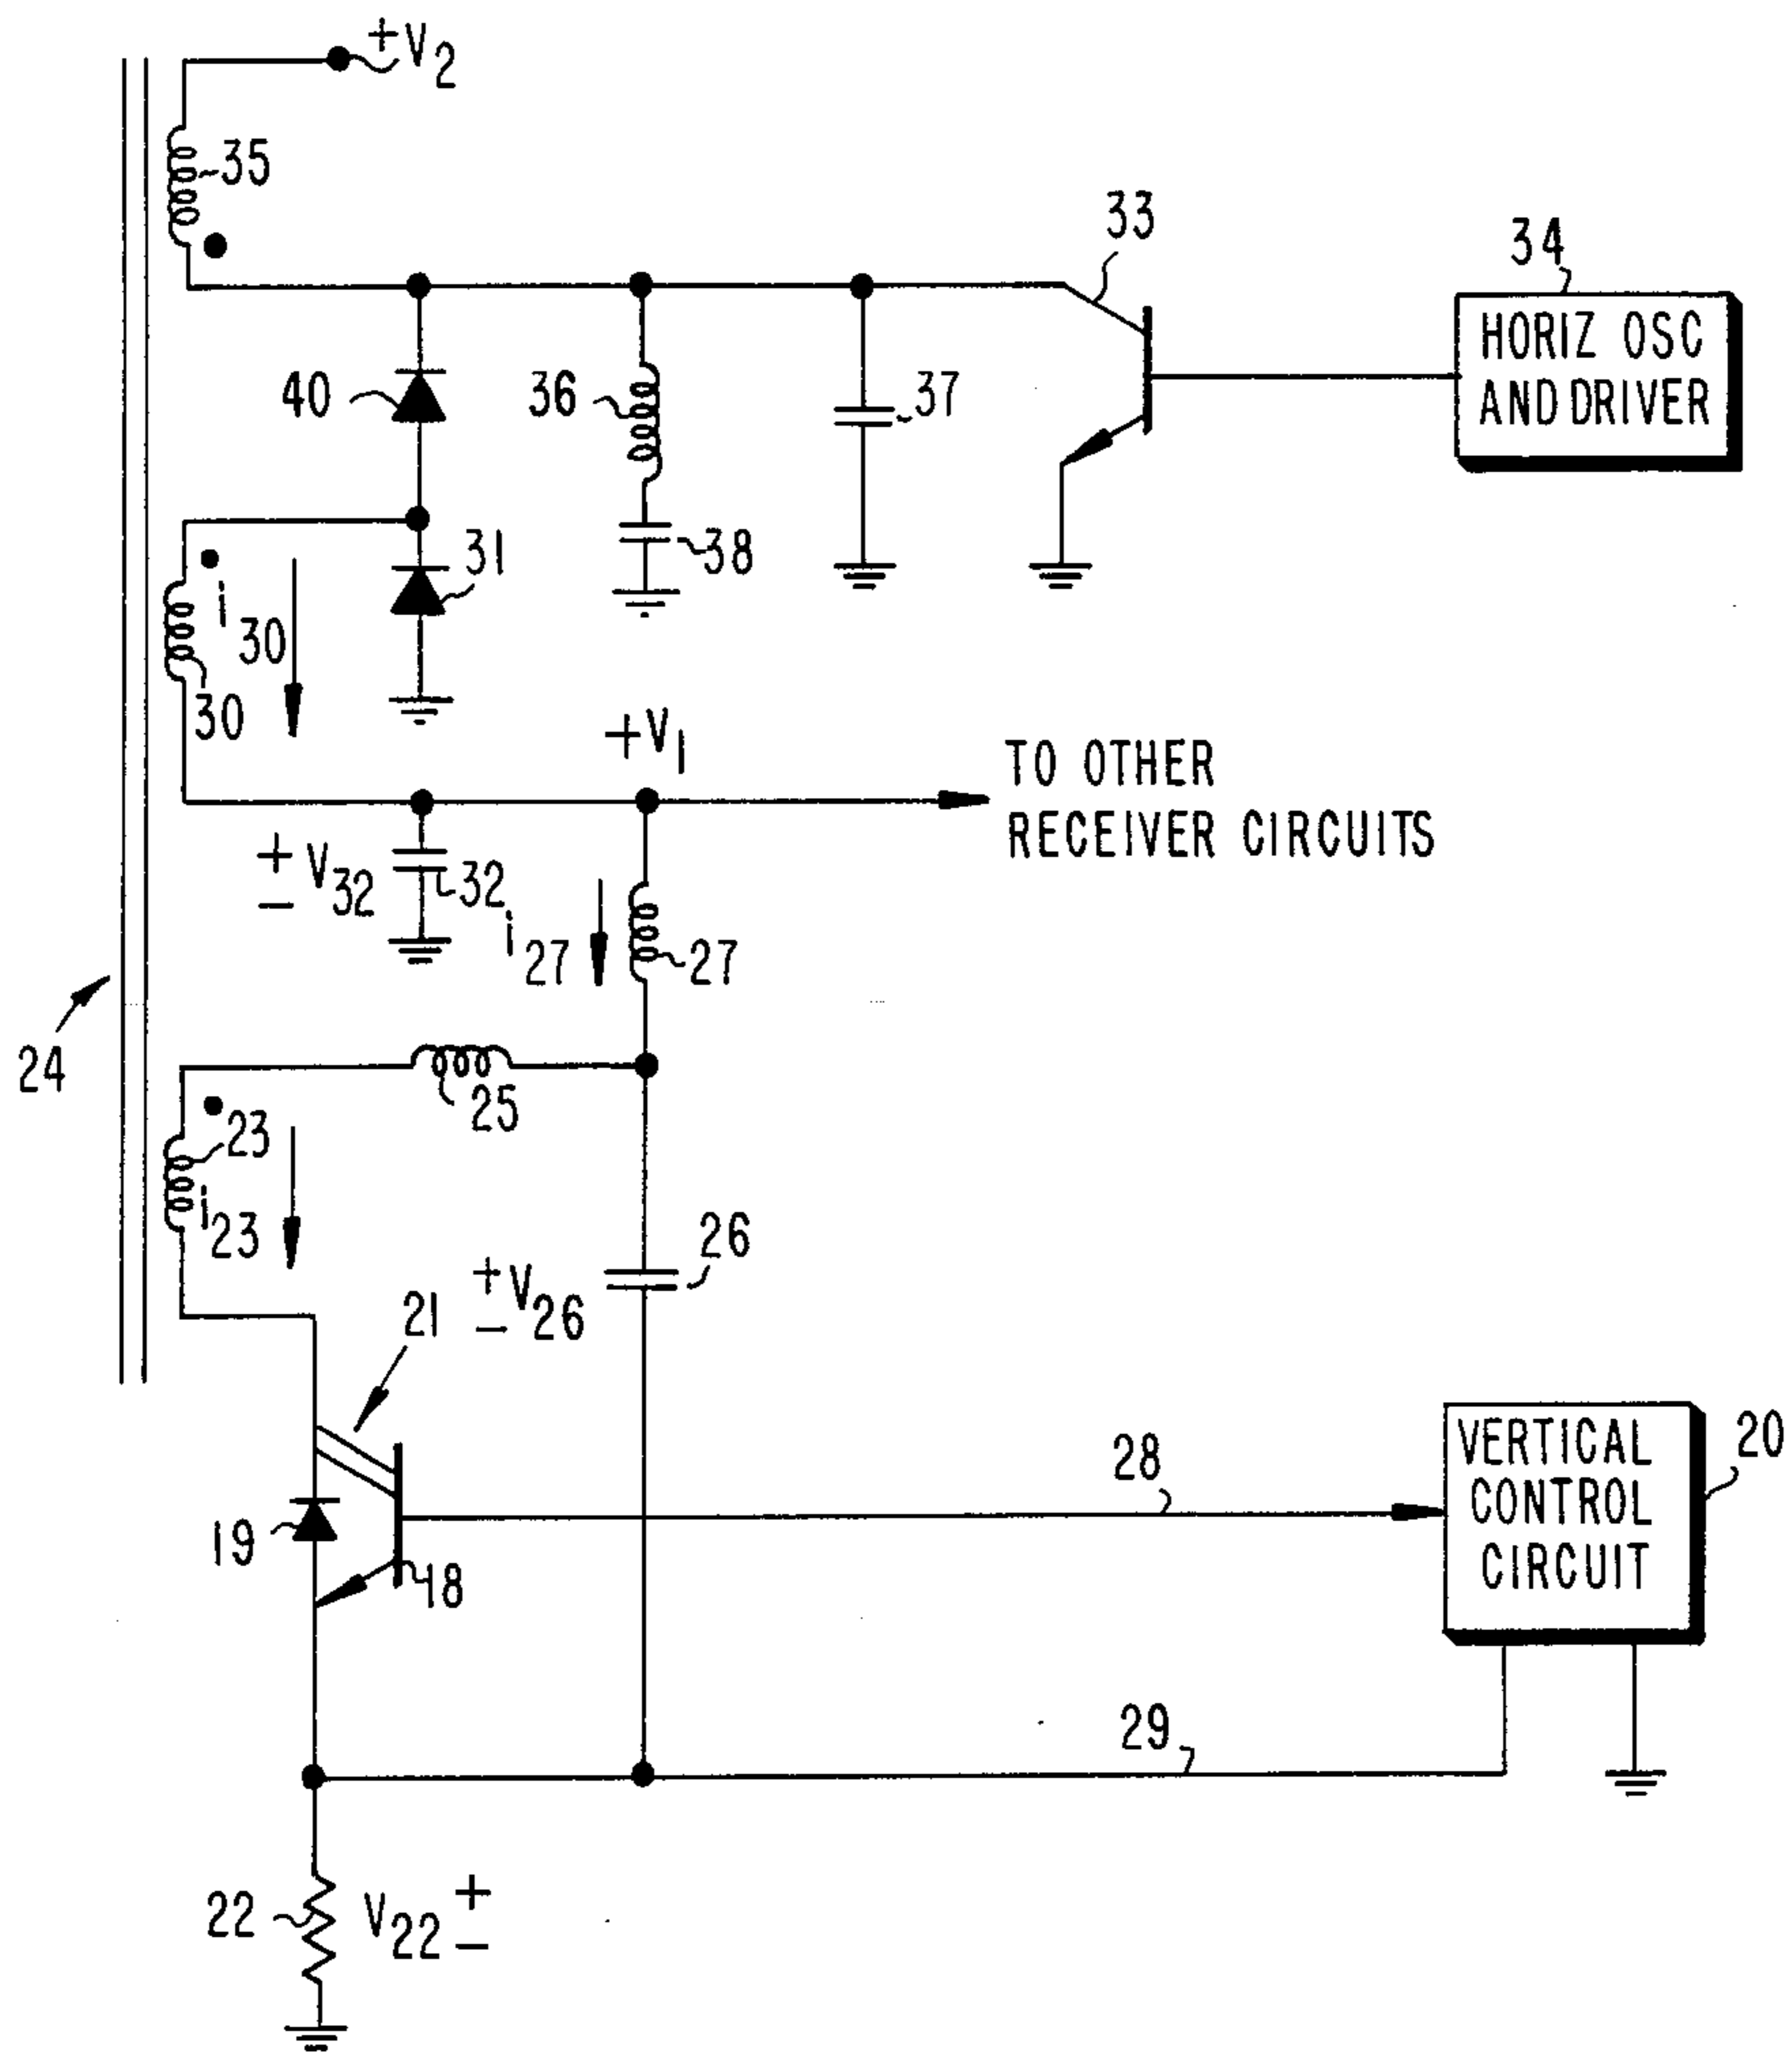 +V2
35
33
34
HORIZ OSC
AND DRIVER
40
36
37
38
31
i30
30
+V1
TO OTHER
RECEIVER CIRCUITS
+
V32
-
32
i27
27
24
25
23
i23
26
+
V26
-
21
28
VERTICAL
CONTROL
CIRCUIT
20
19
18
29
22
V22
+
-